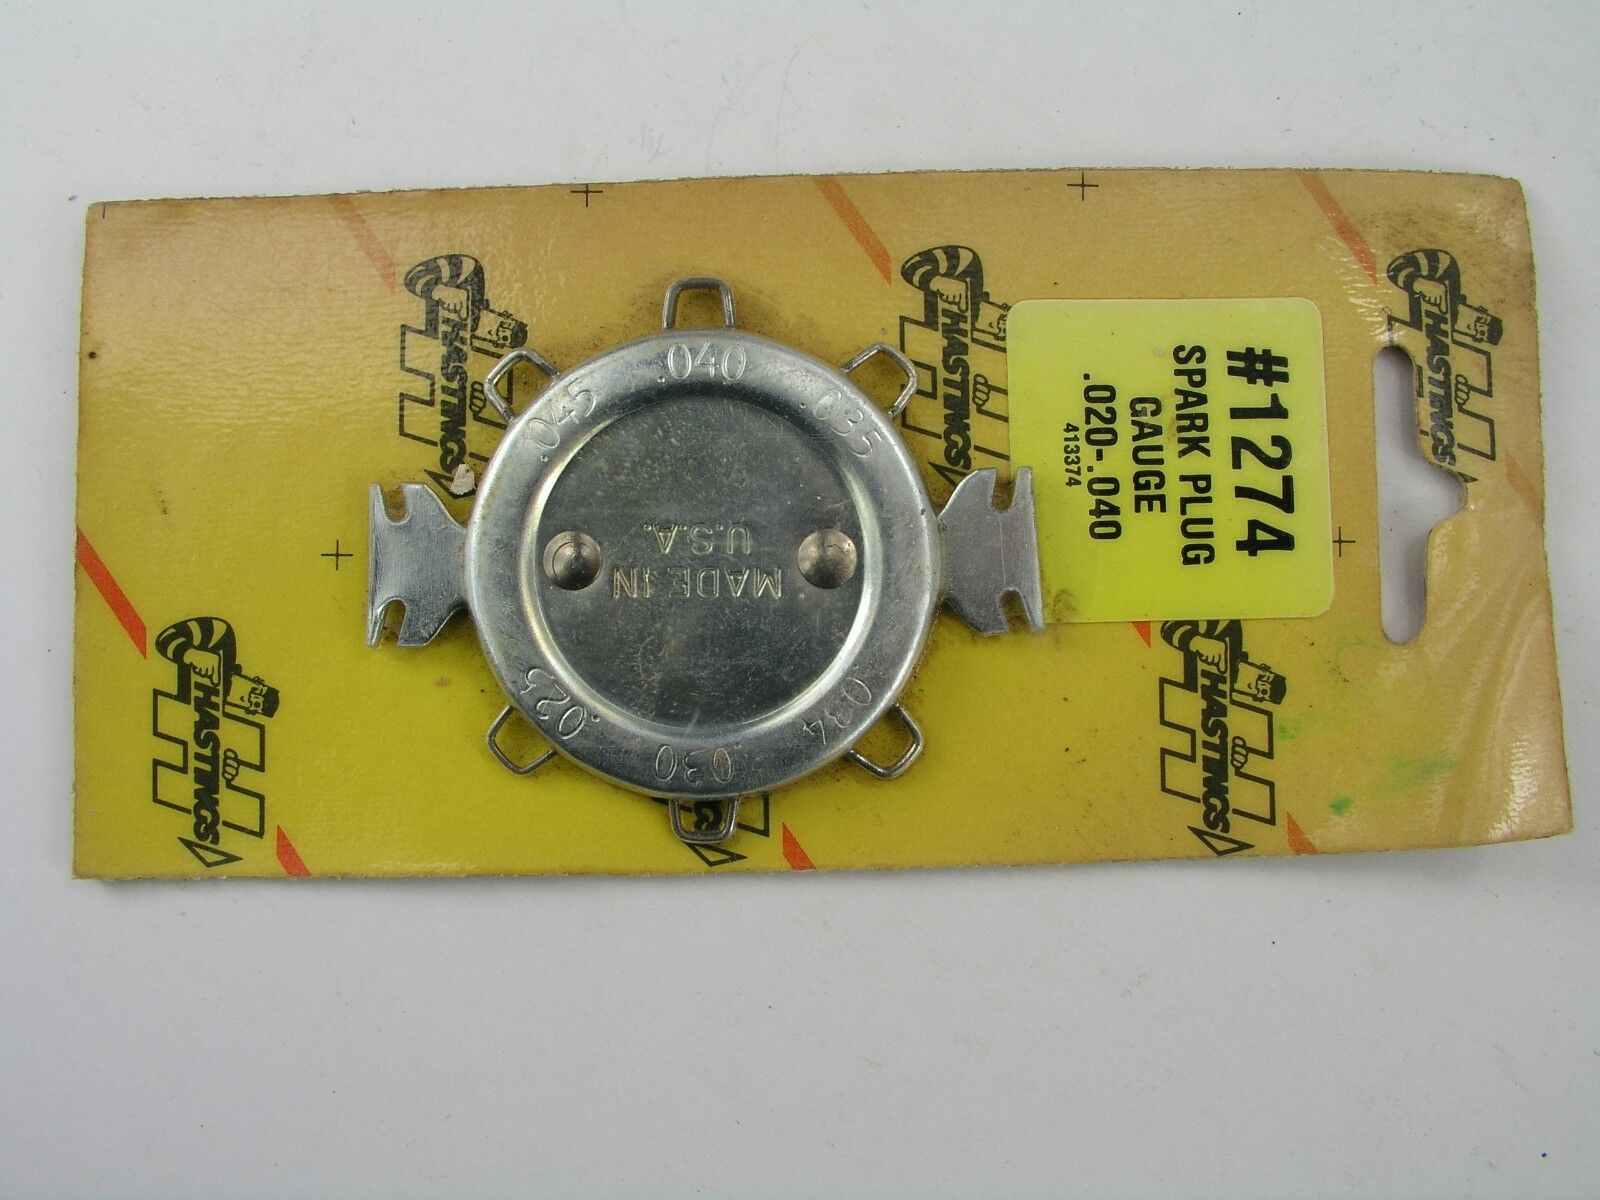 #1274
SPARK PLUG
GAUGE
.020-.040
413374
.045
.040
.035
.034
.030
.025
MADE IN
U.S.A.
HASTINGS
HASTINGS
HASTINGS
HASTINGS
HASTINGS